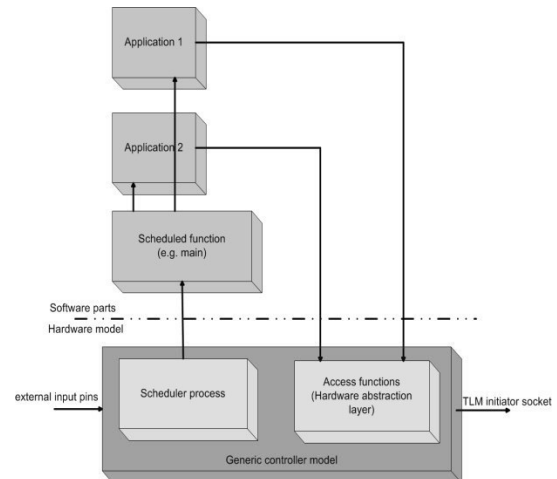 Application 1
Application 2
Scheduled function
(e.g. main)
Software parts
Hardware model
external input pins
Scheduler process
Access functions
(Hardware abstraction
layer)
TLM initiator socket
Generic controller model